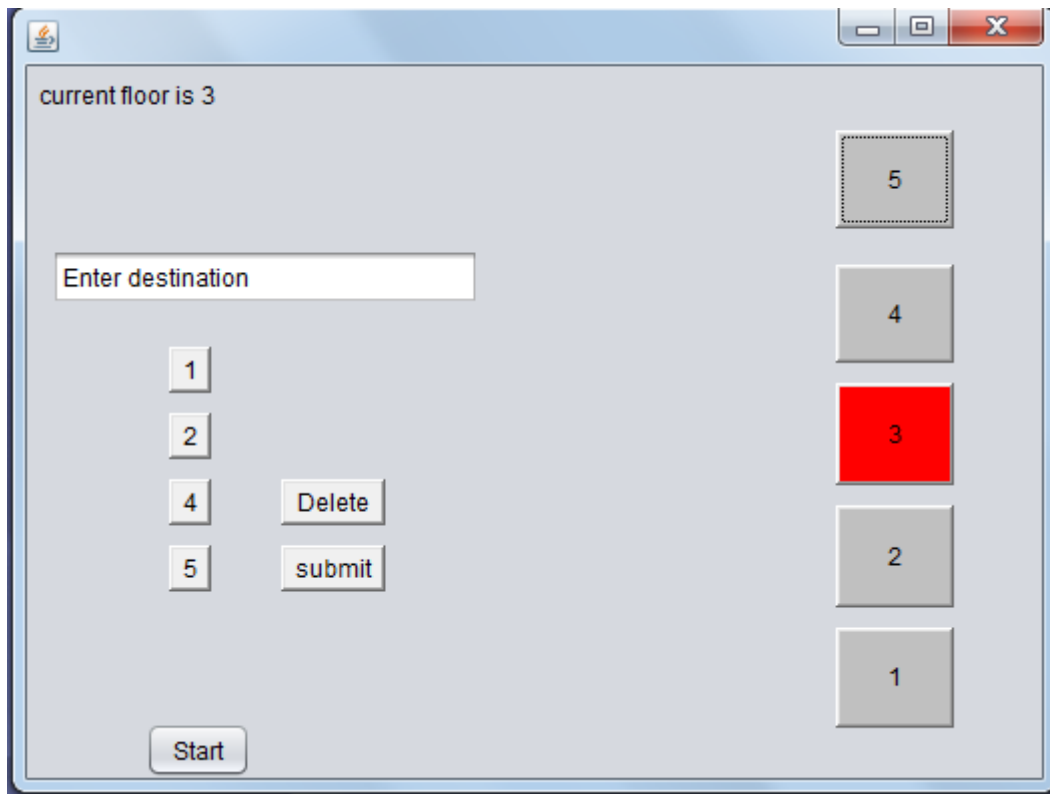 current floor is 3
5
Enter destination
4
1
3
2
4 Delete
5 submit
2
1
Start